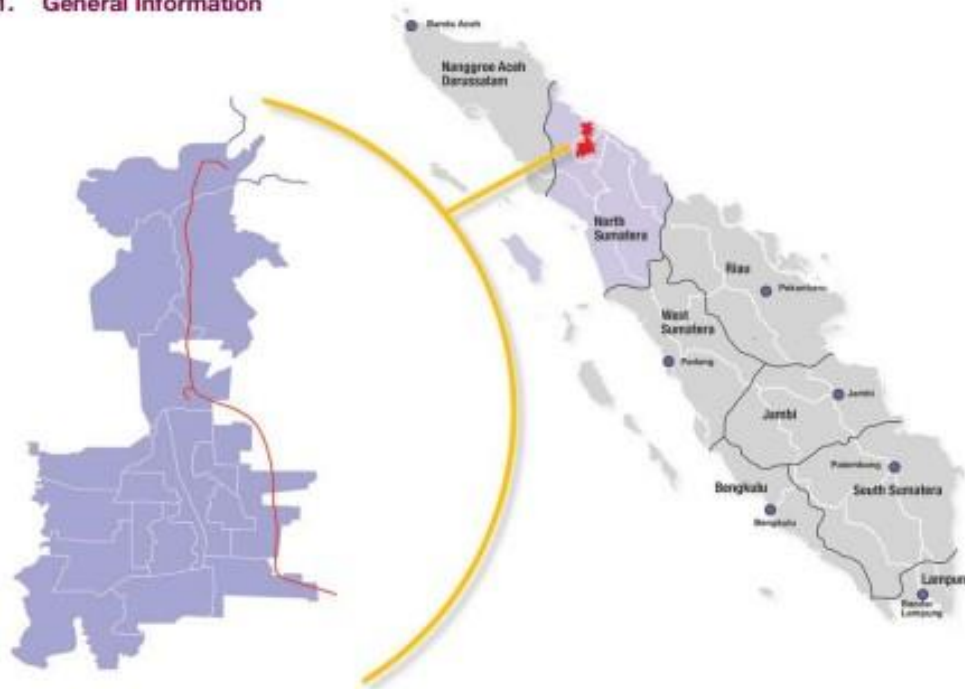 1. General Information
Banda Aceh
Nanggroe Aceh
Darussalam
North
Sumatera
Riau
Pekanbaru
West
Sumatera
Padang
Jambi
Jambi
Palembang
South Sumatera
Bengkulu
Bengkulu
Lampun
Bandar
Lampung